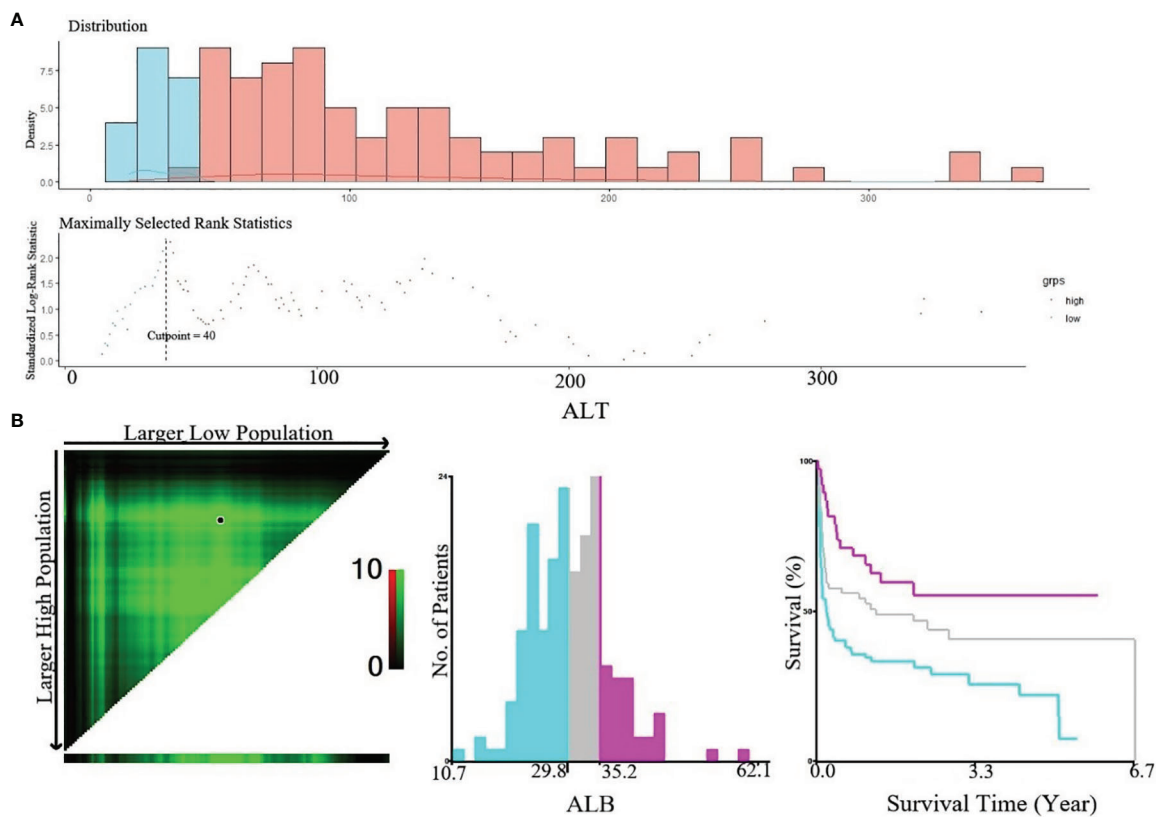 A
Distribution
Density
7.5
5.0
2.5
0.0
0 100 200 300
Maximally Selected Rank Statistics
Standardized Log-Rank Statistic
2.0
1.5
1.0
0.5
0.0
Cutpoint = 40
grps
high
low
0 100 200 300
ALT
B
Larger Low Population
Larger High Population
10
0
No. of Patients
24
0
10.7 29.8 35.2 62.1
ALB
Survival (%)
100
50
0
0.0 3.3 6.7
Survival Time (Year)